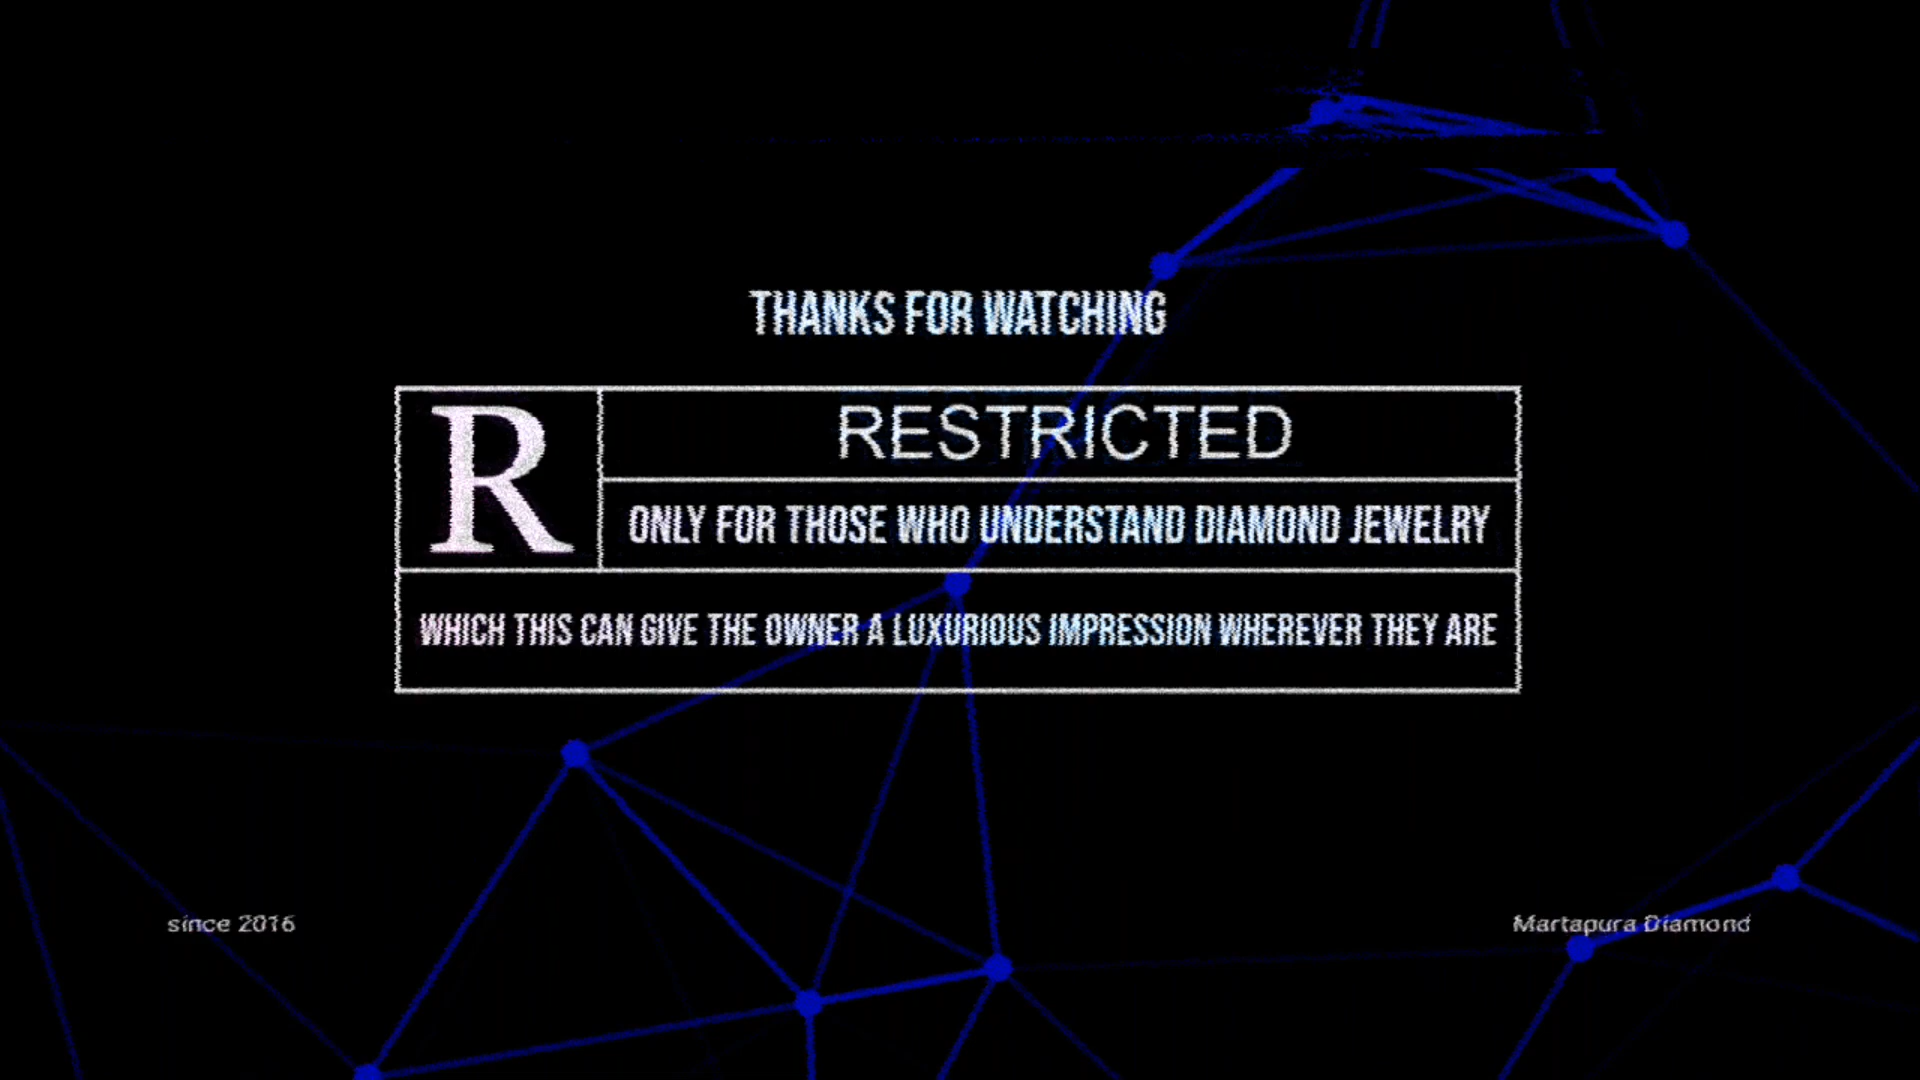 THANKS FOR WATCHING
R
RESTRICTED
ONLY FOR THOSE WHO UNDERSTAND DIAMOND JEWELRY
WHICH THIS CAN GIVE THE OWNER A LUXURIOUS IMPRESSION WHEREVER THEY ARE
since 2016
Martapura Diamond